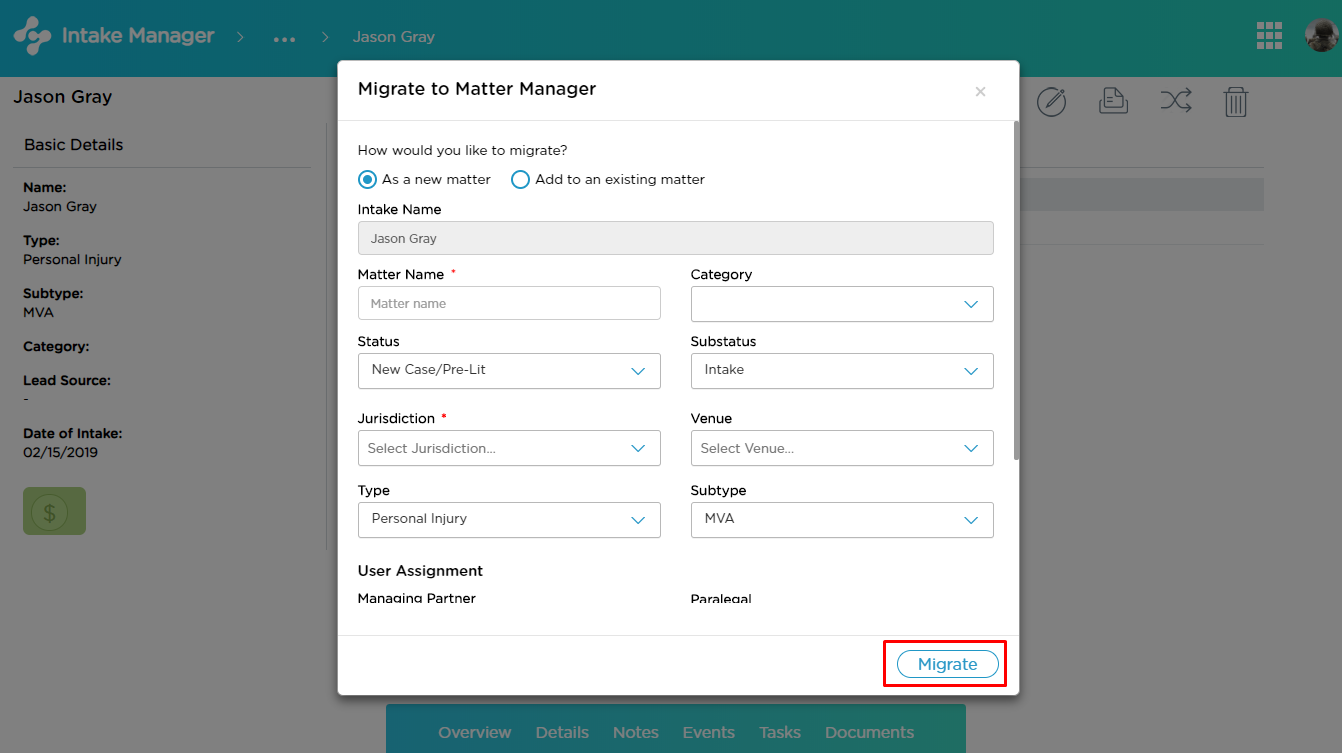 Intake Manager > ... > Jason Gray
Jason Gray
Basic Details
Name:
Jason Gray
Type:
Personal Injury
Subtype:
MVA
Category:
Lead Source:
-
Date of Intake:
02/15/2019
$
Migrate to Matter Manager ×
How would you like to migrate?
As a new matter Add to an existing matter
Intake Name
Jason Gray
Matter Name * Category
Matter name
Status Substatus
New Case/Pre-Lit Intake
Jurisdiction * Venue
Select Jurisdiction... Select Venue...
Type Subtype
Personal Injury MVA
User Assignment
Managing Partner Paralegal
Migrate
Overview Details Notes Events Tasks Documents